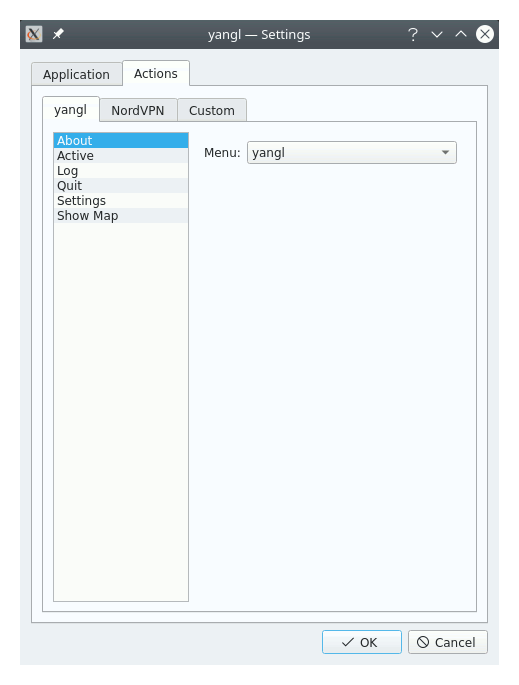 yangl — Settings
Application Actions
yangl NordVPN Custom
About
Active
Log
Quit
Settings
Show Map
Menu: yangl
OK Cancel